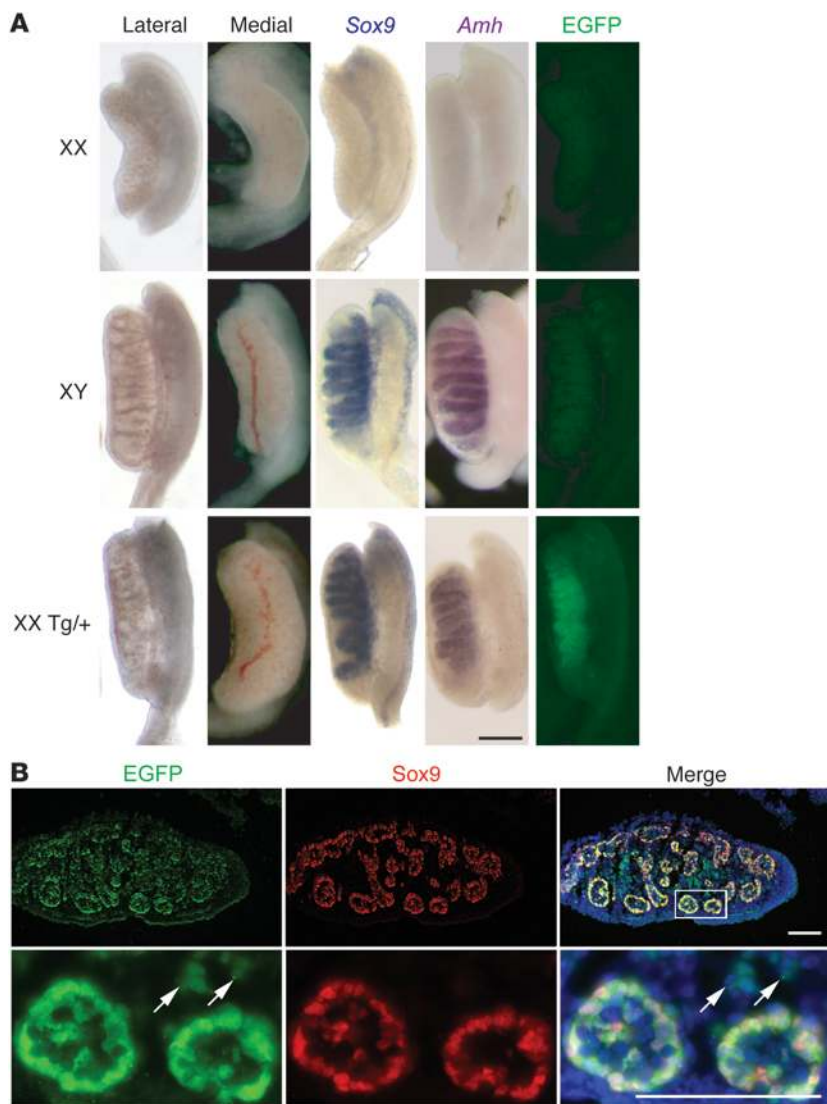 A
Lateral Medial Sox9 Amh EGFP
XX
XY
XX Tg/+
B
EGFP Sox9 Merge